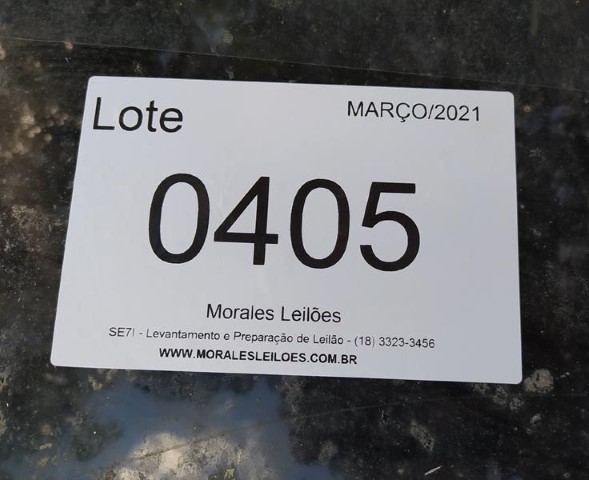 Lote MARÇO/2021
0405
Morales Leilões
SE7I - Levantamento e Preparação de Leilão - (18) 3323-3456
WWW.MORALESLEILOES.COM.BR